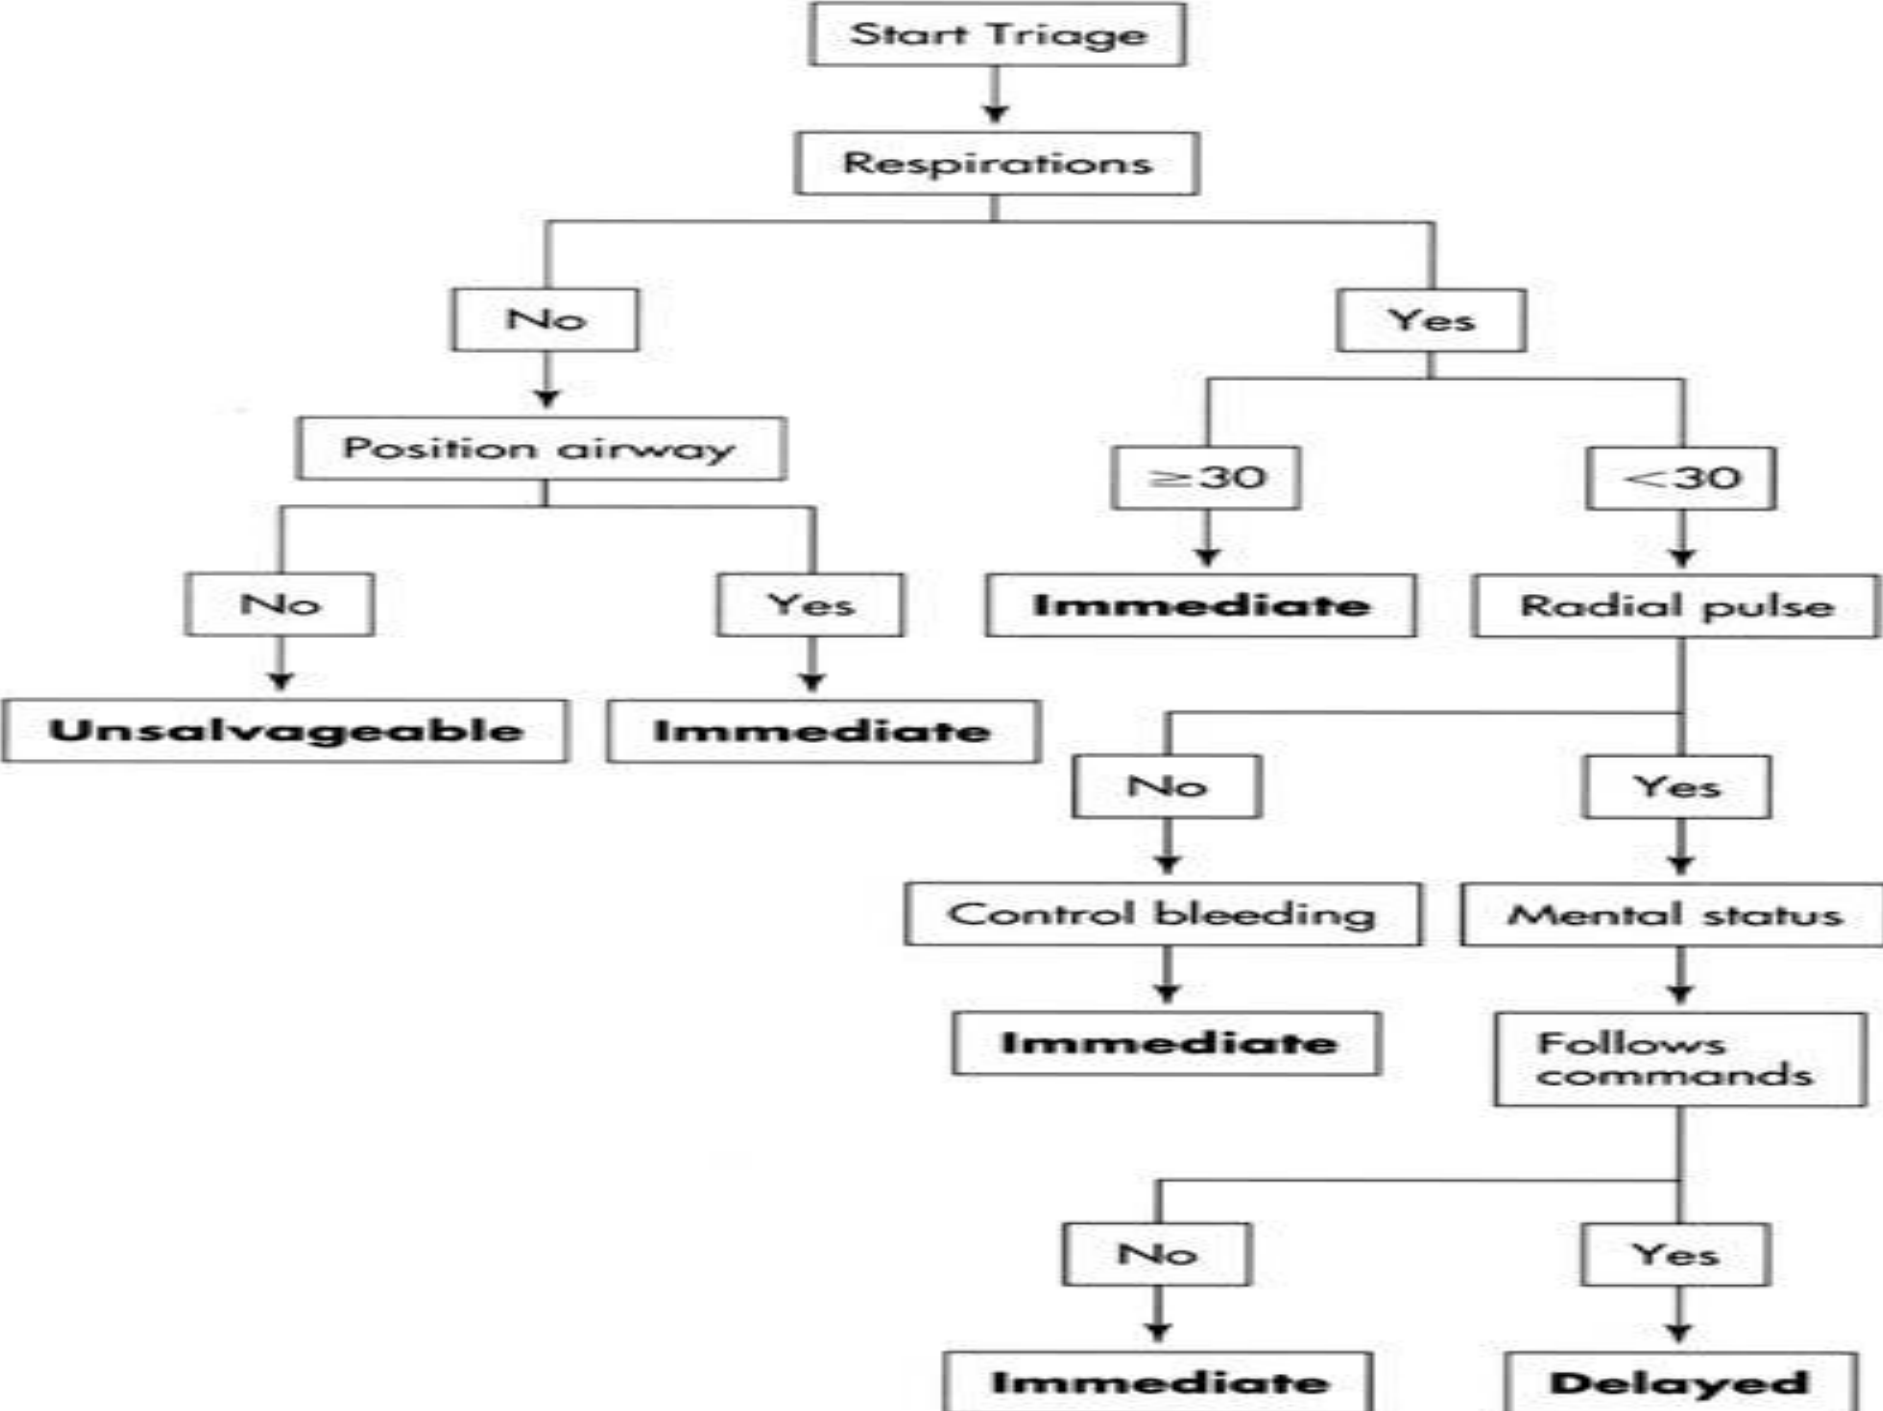 Start Triage
Respirations
No
Yes
Position airway
≥30
<30
No
Yes
Immediate
Radial pulse
Unsalvageable
Immediate
No
Yes
Control bleeding
Mental status
Immediate
Follows
commands
No
Yes
Immediate
Delayed